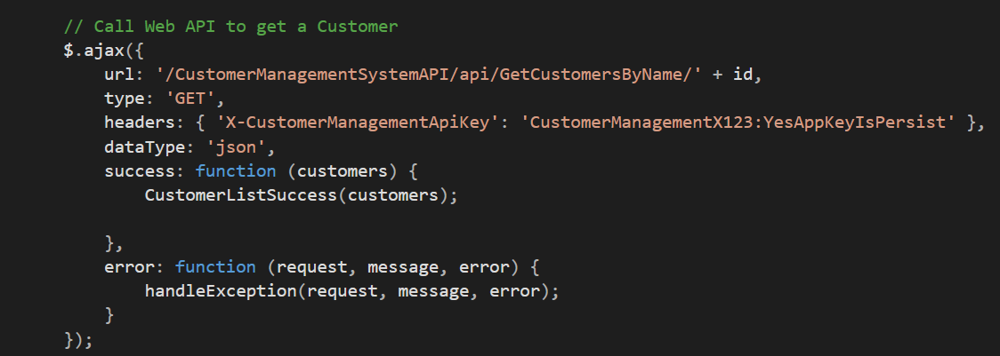 // Call Web API to get a Customer
$.ajax({
url: '/CustomerManagementSystemAPI/api/GetCustomersByName/' + id,
type: 'GET',
headers: { 'X-CustomerManagementApiKey': 'CustomerManagementX123:YesAppKeyIsPersist' },
dataType: 'json',
success: function (customers) {
CustomerListSuccess(customers);
},
error: function (request, message, error) {
handleException(request, message, error);
}
});